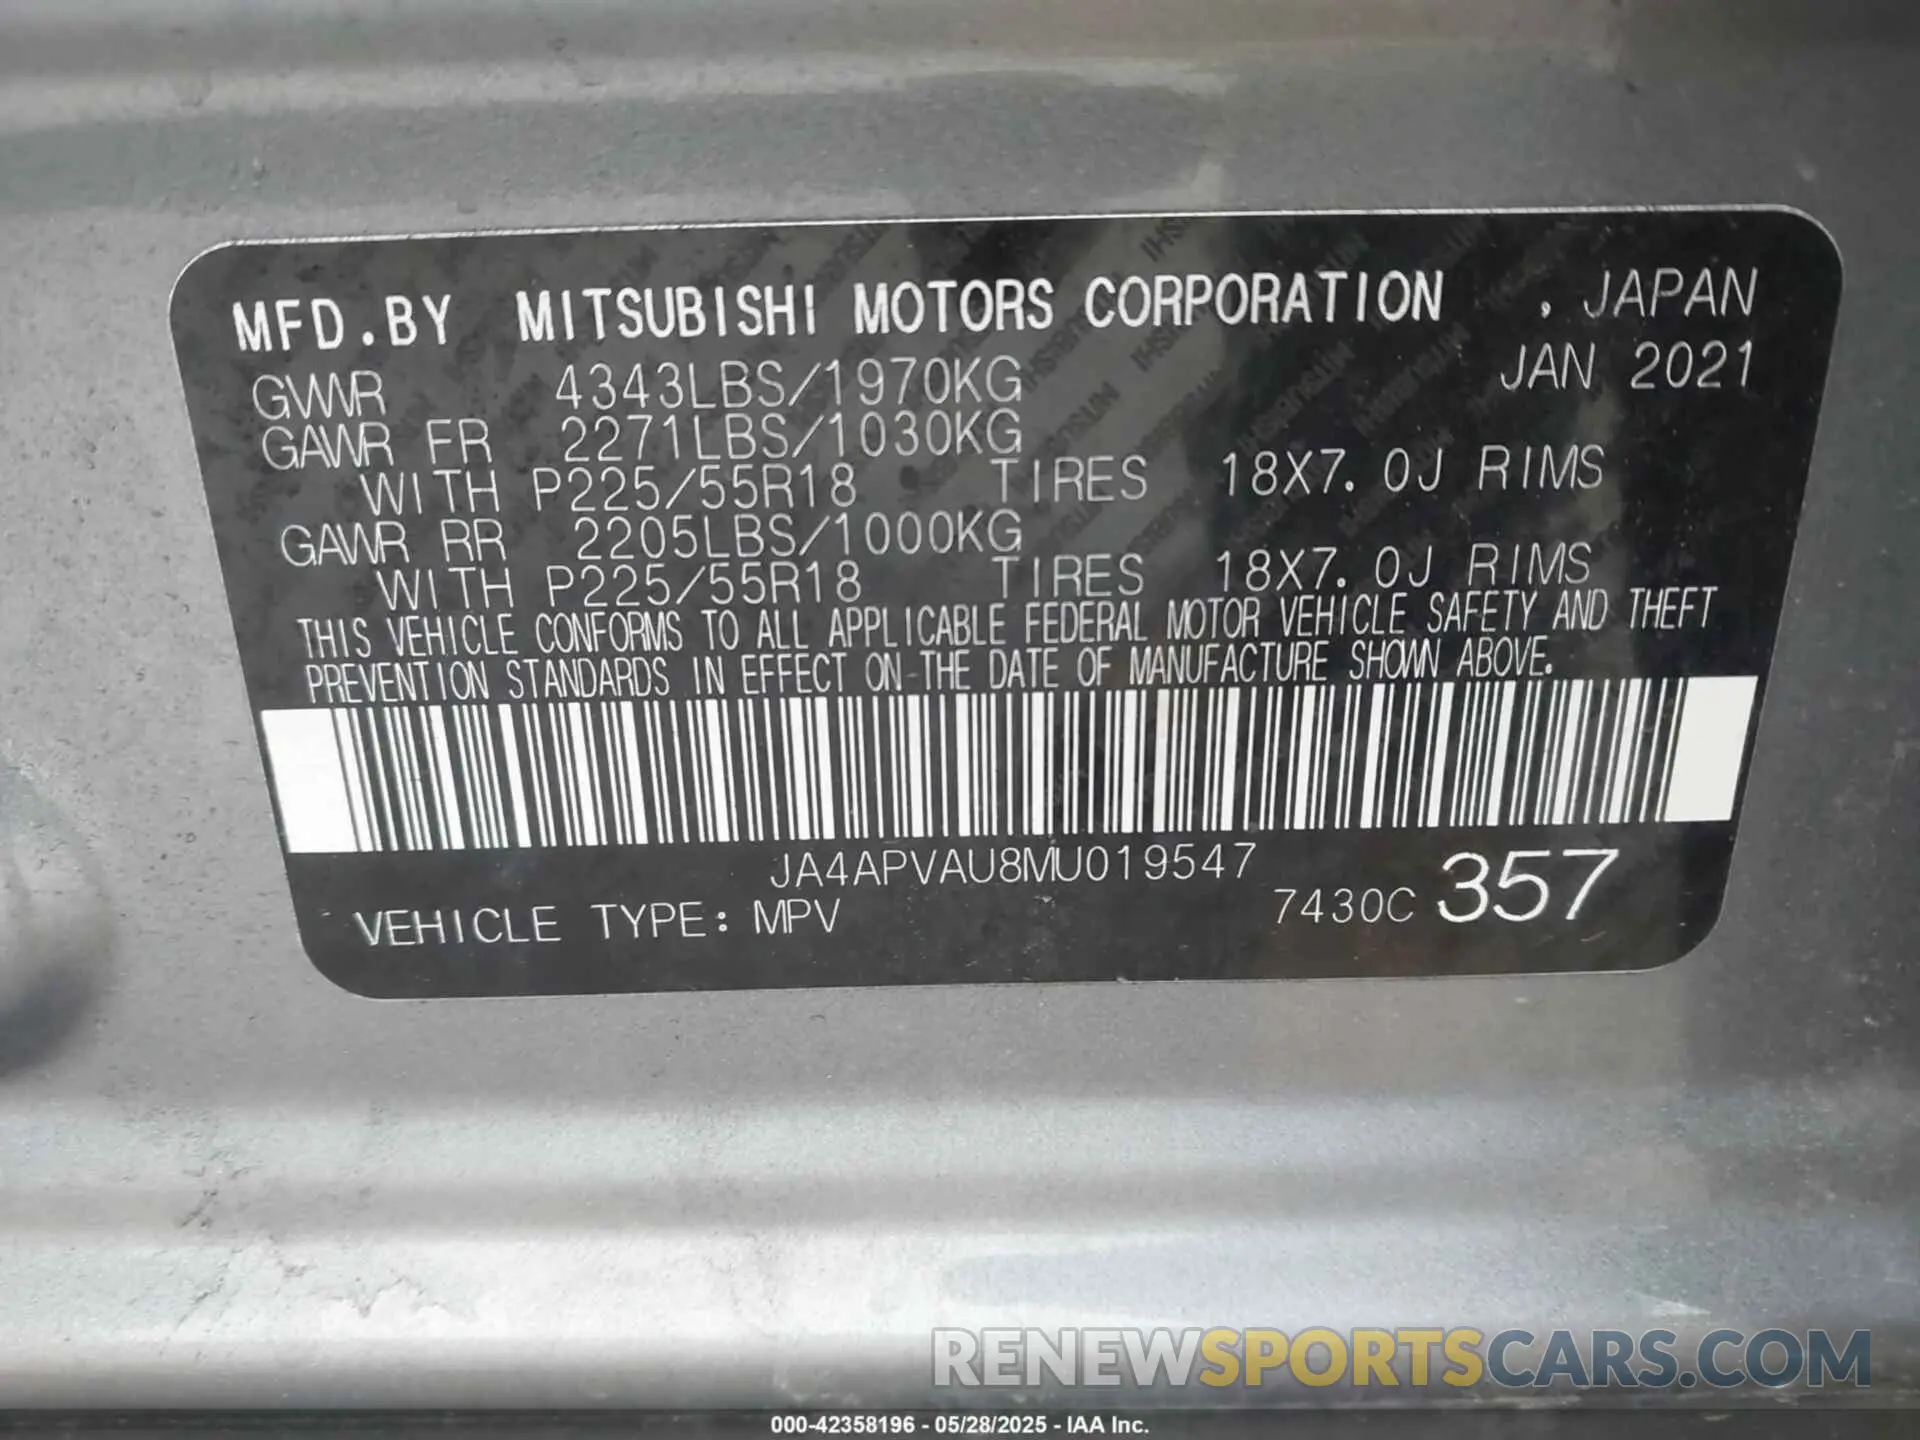 MFD.BY MITSUBISHI MOTORS CORPORATION , JAPAN
GVWR 4343LBS/1970KG JAN 2021
GAWR FR 2271LBS/1030KG
WITH P225/55R18 TIRES 18X7.0J RIMS
GAWR RR 2205LBS/1000KG
WITH P225/55R18 TIRES 18X7.0J RIMS
THIS VEHICLE CONFORMS TO ALL APPLICABLE FEDERAL MOTOR VEHICLE SAFETY AND THEFT
PREVENTION STANDARDS IN EFFECT ON THE DATE OF MANUFACTURE SHOWN ABOVE.
JA4APVAU8MU019547
VEHICLE TYPE: MPV 7430C 357
RENEWSPORTSCARS.COM
000-42358196 - 05/28/2025 - IAA Inc.